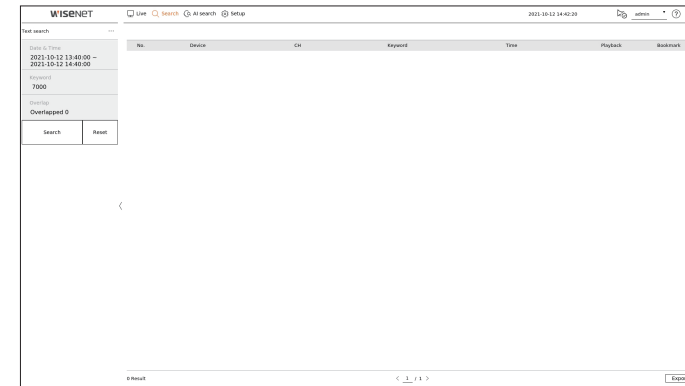 WISENET
Live Search AI search Setup 2021-10-12 14:42:20 admin ?
Text search ...
Date & Time
2021-10-12 13:40:00 ~
2021-10-12 14:40:00
Keyword
7000
Overlap
Overlapped 0
Search Reset
No. Device CH Keyword Time Playback Bookmark
0 Result < 1 / 1 >